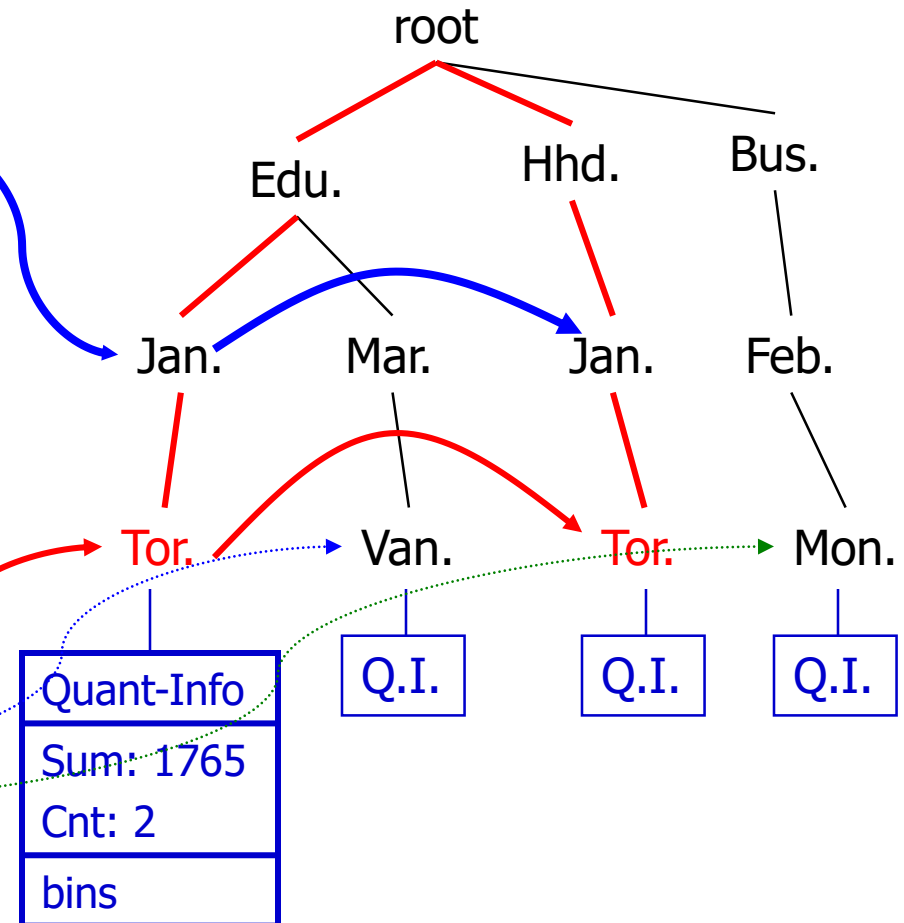 root
Edu.
Hhd.
Bus.
Jan.
Mar.
Jan.
Feb.
Tor.
Van.
Tor.
Mon.
Quant-Info
Sum: 1765
Cnt: 2
bins
Q.I.
Q.I.
Q.I.